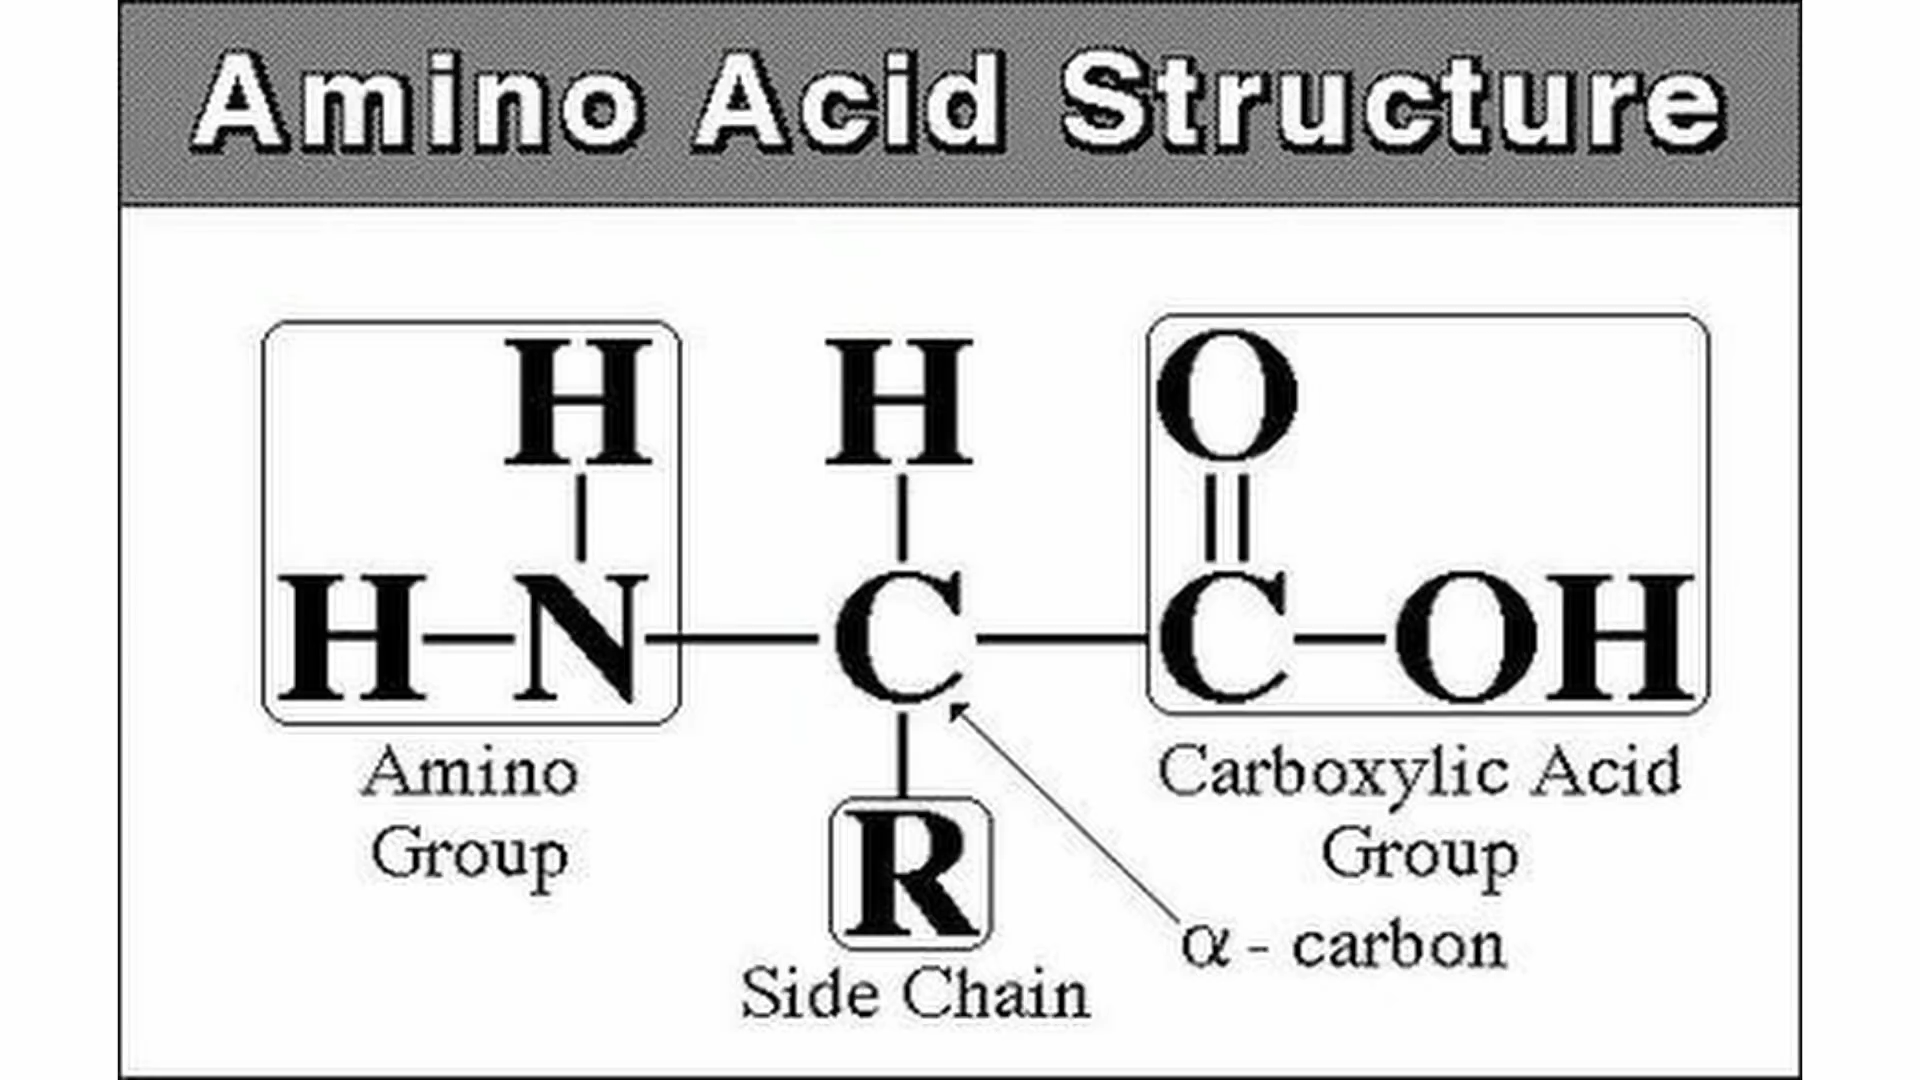 Amino Acid Structure
H H O
H N C C OH
Amino
Group
R
Side Chain
Carboxylic Acid
Group
α - carbon